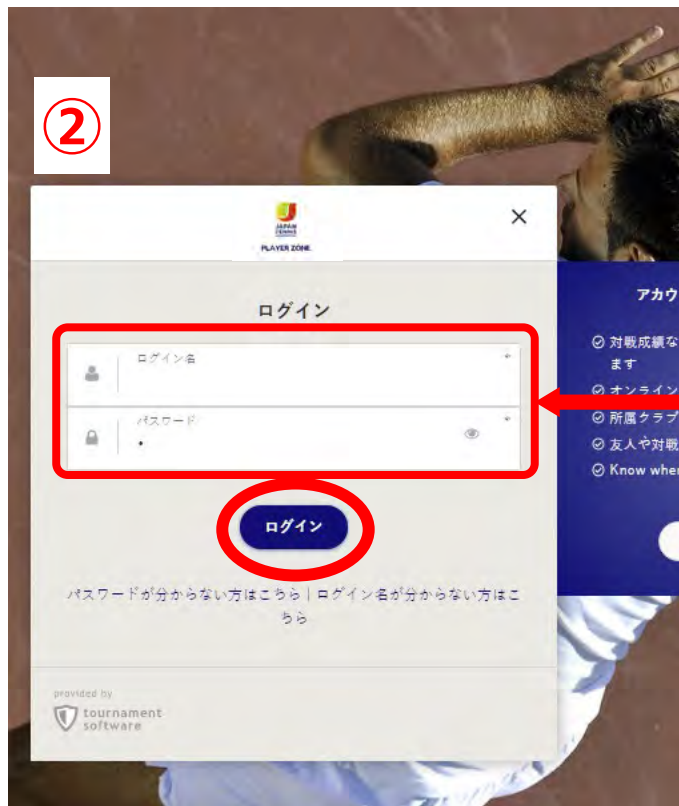 ②
JAPAN
TENNIS
PLAYER ZONE
×
ログイン
ログイン名
*
パスワード
*
•
ログイン
パスワードが分からない方はこちら | ログイン名が分からない方はこ
ちら
provided by
tournament
software
アカウ
対戦成績な
ます
オンライン
所属クラブ
友人や対戦
Know when